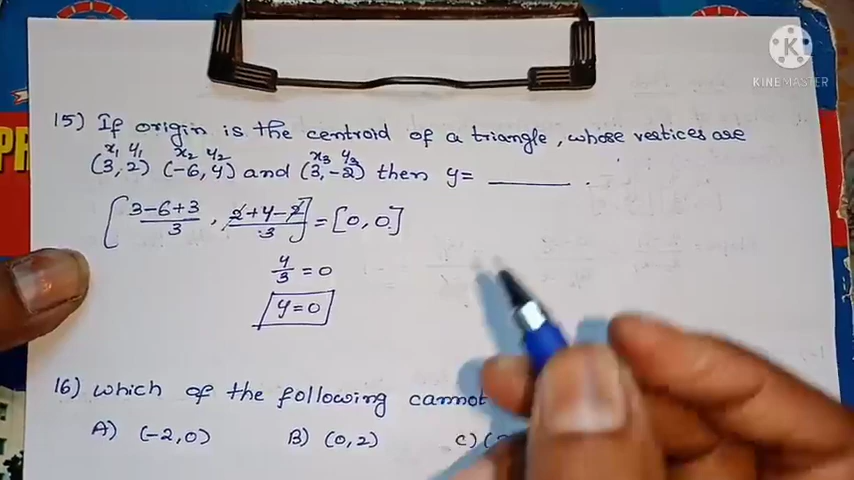 KINEMASTER
15) If origin is the centroid of a triangle, whose vertices are
x₁ y₁ x₂ y₂ x₃ y₃
(3, 2) (-6, y) and (3, -2) then y = ______ .
[3-6+3/3 , 2+y-2/3] = [0, 0]
y/3 = 0
y = 0
16) which of the following cannot
A) (-2,0) B) (0,2) C)